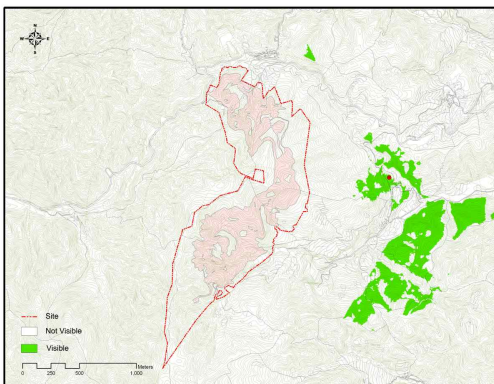 N
W E
S
Site
Not Visible
Visible
Meters
0 250 500 1,000